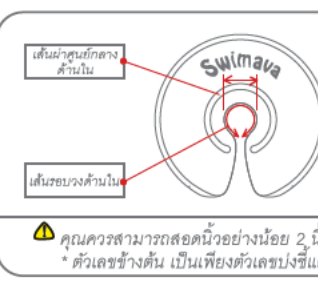 เส้นผ่าศูนย์กลาง
ด้านใน
Swimava
เส้นรอบวงด้านใน
คุณควรสามารถสอดนิ้วอย่างน้อย 2
* ตัวเลขข้างต้น เป็นเพียงตัวเลขบ่งชี้